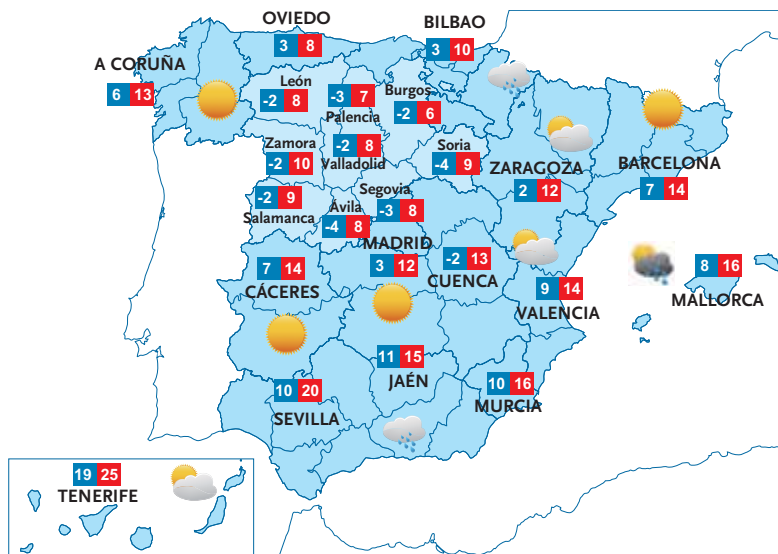 OVIEDO
3 8
BILBAO
3 10
A CORUÑA
6 13
León
-2 8
-3 7
Palencia
Burgos
-2 6
Zamora
-2 10
-2 8
Valladolid
Soria
-4 9
ZARAGOZA
2 12
BARCELONA
7 14
-2 9
Salamanca
Ávila
-4 8
Segovia
-3 8
MADRID
3 12
-2 13
CUENCA
7 14
CÁCERES
9 14
VALENCIA
8 16
MALLORCA
11 15
JAÉN
10 16
MURCIA
10 20
SEVILLA
19 25
TENERIFE